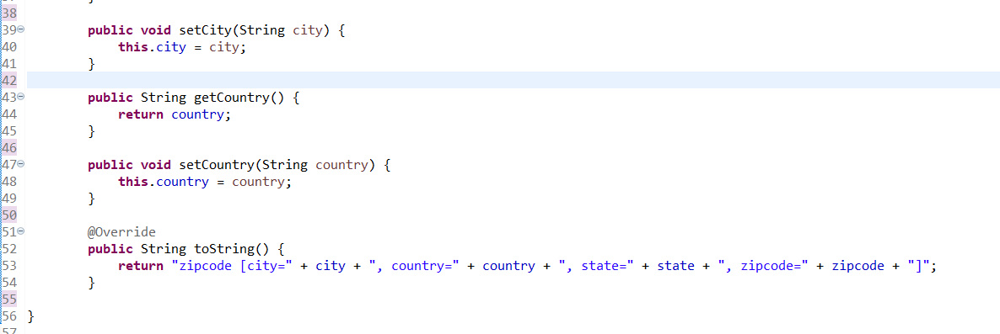 38
39 public void setCity(String city) {
40 this.city = city;
41 }
42
43 public String getCountry() {
44 return country;
45 }
46
47 public void setCountry(String country) {
48 this.country = country;
49 }
50
51 @Override
52 public String toString() {
53 return "zipcode [city=" + city + ", country=" + country + ", state=" + state + ", zipcode=" + zipcode + "]";
54 }
55
56 }
57